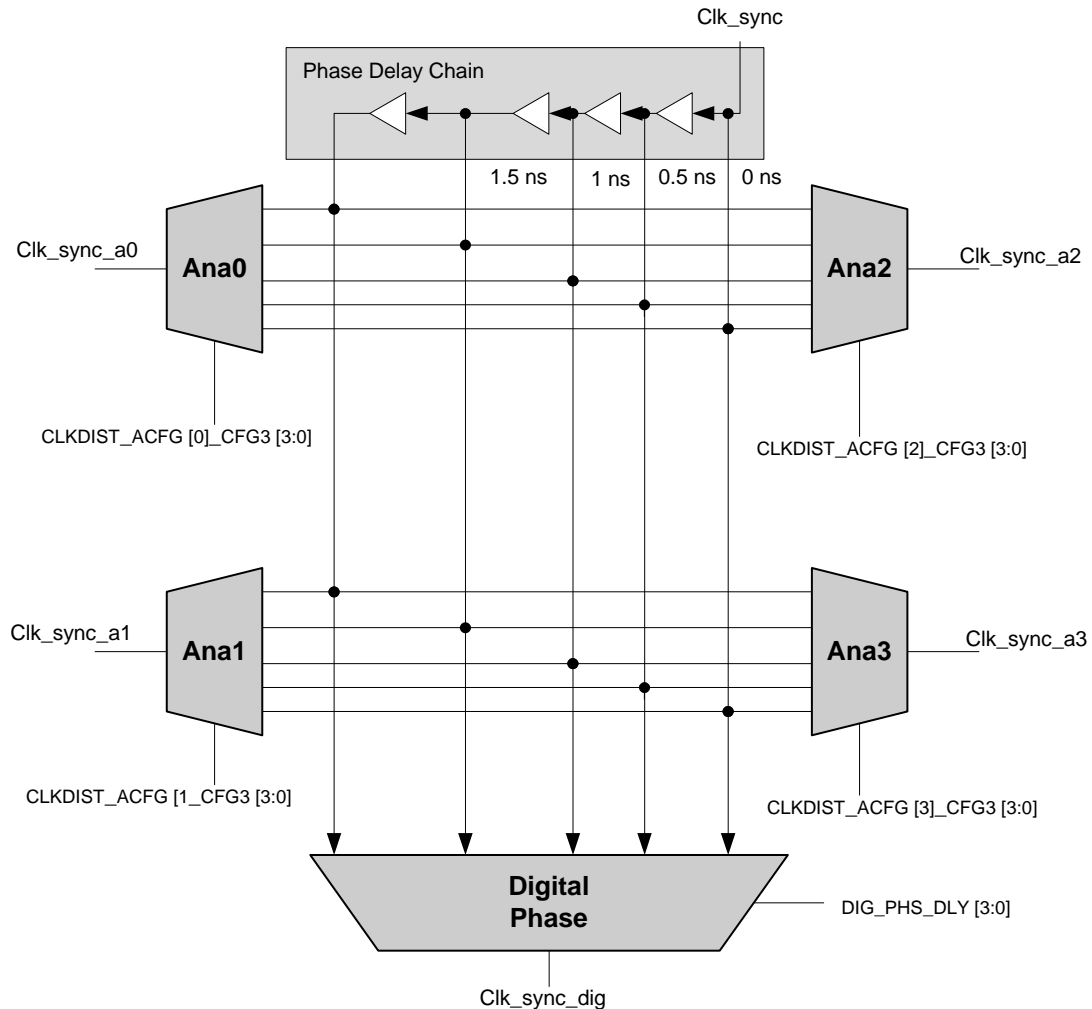 Clk_sync
Phase Delay Chain
1.5 ns
1 ns
0.5 ns
0 ns
Clk_sync_a0
Ana0
Ana2
Clk_sync_a2
CLKDIST_ACFG [0]_CFG3 [3:0]
CLKDIST_ACFG [2]_CFG3 [3:0]
Clk_sync_a1
Ana1
Ana3
Clk_sync_a3
CLKDIST_ACFG [1_CFG3 [3:0]
CLKDIST_ACFG [3]_CFG3 [3:0]
Digital
Phase
DIG_PHS_DLY [3:0]
Clk_sync_dig